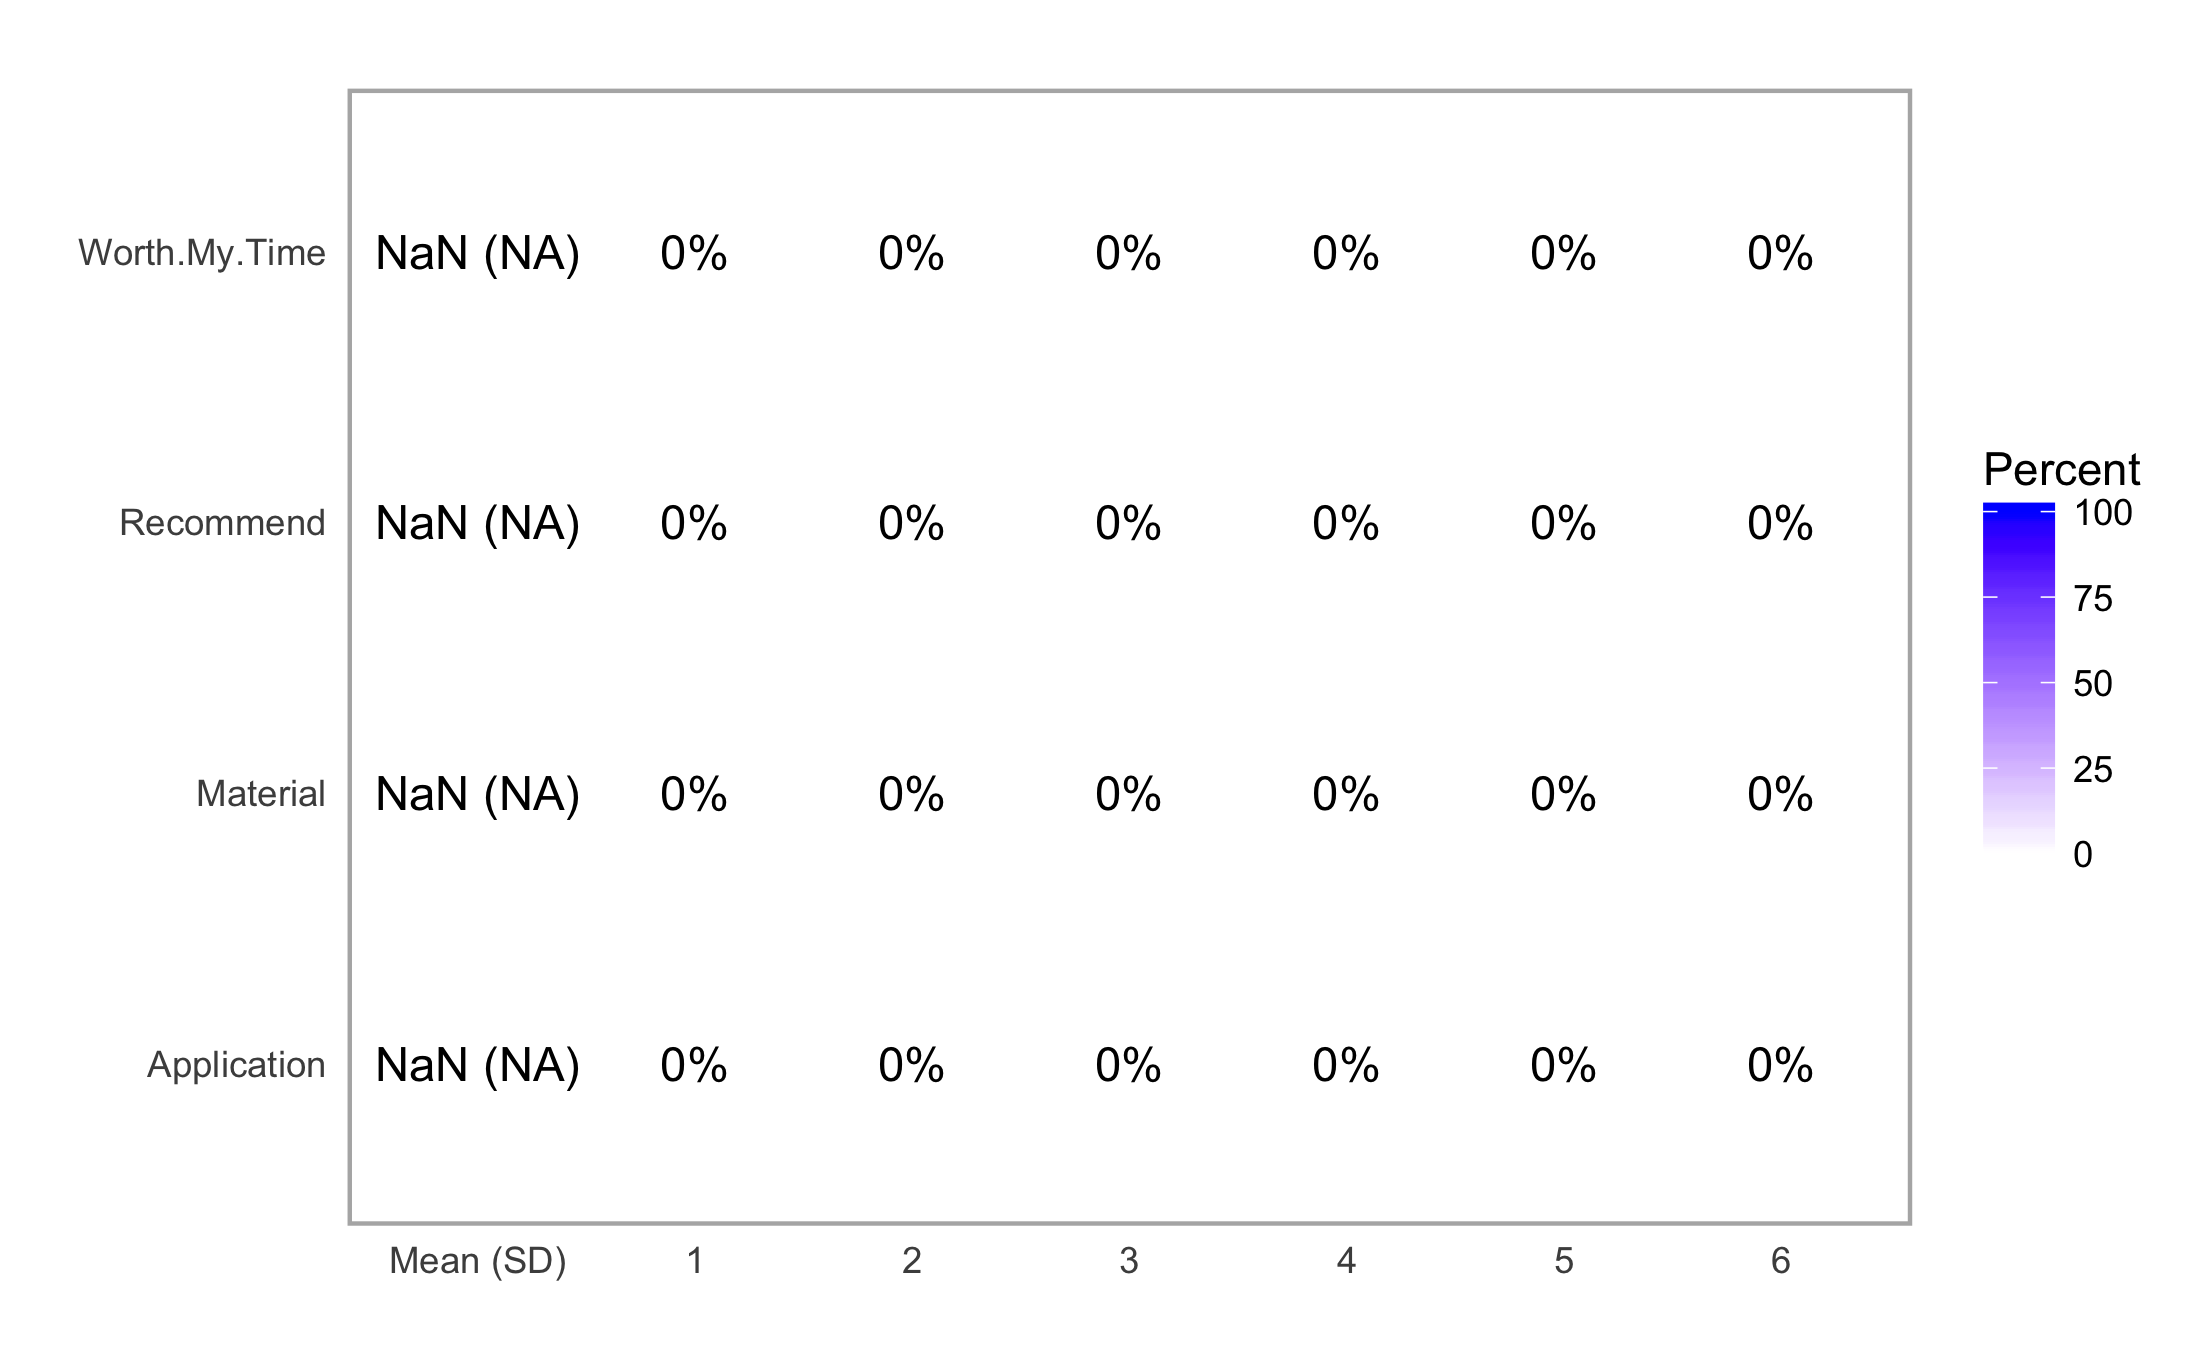 Worth.My.Time NaN (NA) 0% 0% 0% 0% 0% 0%
Recommend NaN (NA) 0% 0% 0% 0% 0% 0%
Material NaN (NA) 0% 0% 0% 0% 0% 0%
Application NaN (NA) 0% 0% 0% 0% 0% 0%
Mean (SD) 1 2 3 4 5 6
Percent
100
75
50
25
0